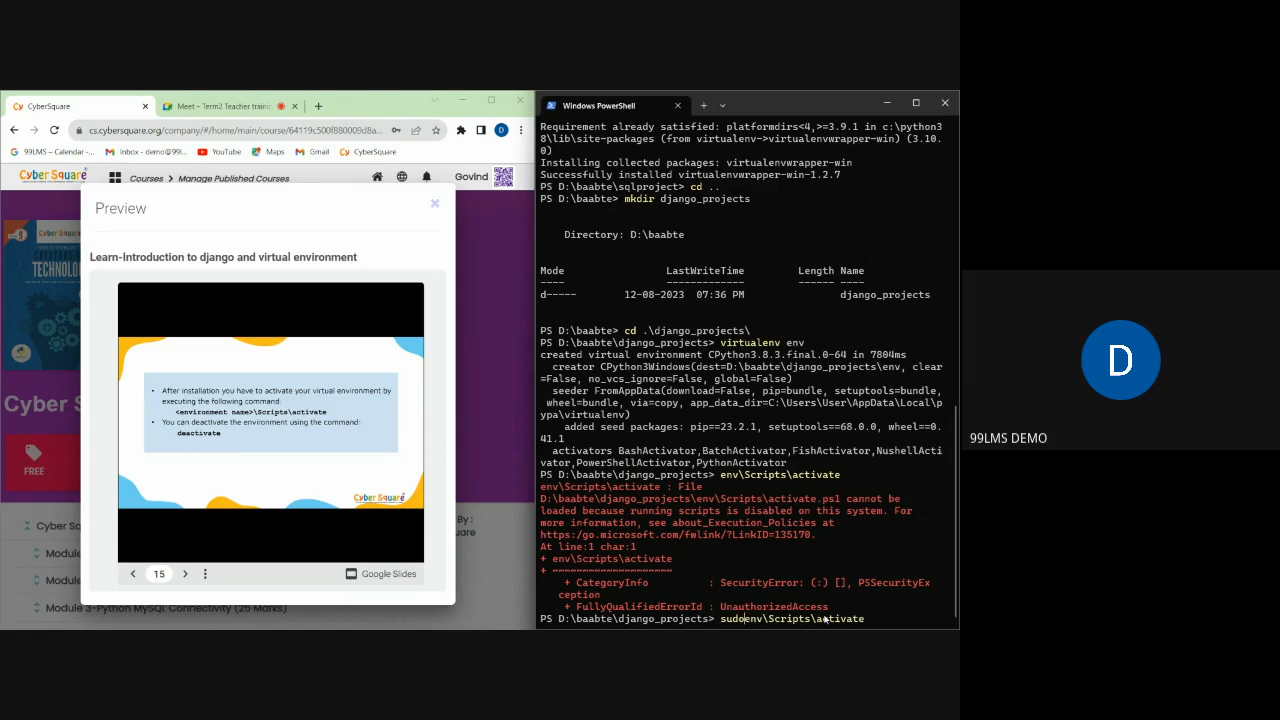 CyberSquare
Meet – Term2 Teacher traini
cs.cybersquare.org/company/#/home/main/course/64119c500f880009d8a...
D
99LMS – Calendar -...
Inbox - demo@99l...
YouTube
Maps
Gmail
CyberSquare
Cyber Square
Courses > Manage Published Courses
Govind
Preview
Learn-Introduction to django and virtual environment
• After installation you have to activate your virtual environment by
executing the following command:
<environment name>\Scripts\activate
• You can deactivate the environment using the command:
deactivate
Cyber Square
15
Google Slides
Cyber S
FREE
Cyber Sq
By :
uare
Module
Module
Module 3-Python MySQL Connectivity (25 Marks)
Windows PowerShell
Requirement already satisfied: platformdirs<4,>=3.9.1 in c:\python3
8\lib\site-packages (from virtualenv->virtualenvwrapper-win) (3.10.
0)
Installing collected packages: virtualenvwrapper-win
Successfully installed virtualenvwrapper-win-1.2.7
PS D:\baabte\sqlproject> cd ..
PS D:\baabte> mkdir django_projects
Directory: D:\baabte
Mode LastWriteTime Length Name
---- ------------- ------ ----
d----- 12-08-2023 07:36 PM django_projects
PS D:\baabte> cd .\django_projects\
PS D:\baabte\django_projects> virtualenv env
created virtual environment CPython3.8.3.final.0-64 in 7804ms
creator CPython3Windows(dest=D:\baabte\django_projects\env, clear
=False, no_vcs_ignore=False, global=False)
seeder FromAppData(download=False, pip=bundle, setuptools=bundle,
wheel=bundle, via=copy, app_data_dir=C:\Users\User\AppData\Local\p
ypa\virtualenv)
added seed packages: pip==23.2.1, setuptools==68.0.0, wheel==0.
41.1
activators BashActivator,BatchActivator,FishActivator,NushellActi
vator,PowerShellActivator,PythonActivator
PS D:\baabte\django_projects> env\Scripts\activate
env\Scripts\activate : File
D:\baabte\django_projects\env\Scripts\activate.ps1 cannot be
loaded because running scripts is disabled on this system. For
more information, see about_Execution_Policies at
https:/go.microsoft.com/fwlink/?LinkID=135170.
At line:1 char:1
+ env\Scripts\activate
+ ~~~~~~~~~~~~~~~~~~~~
+ CategoryInfo : SecurityError: (:) [], PSSecurityEx
ception
+ FullyQualifiedErrorId : UnauthorizedAccess
PS D:\baabte\django_projects> sudoenv\Scripts\activate
D
99LMS DEMO